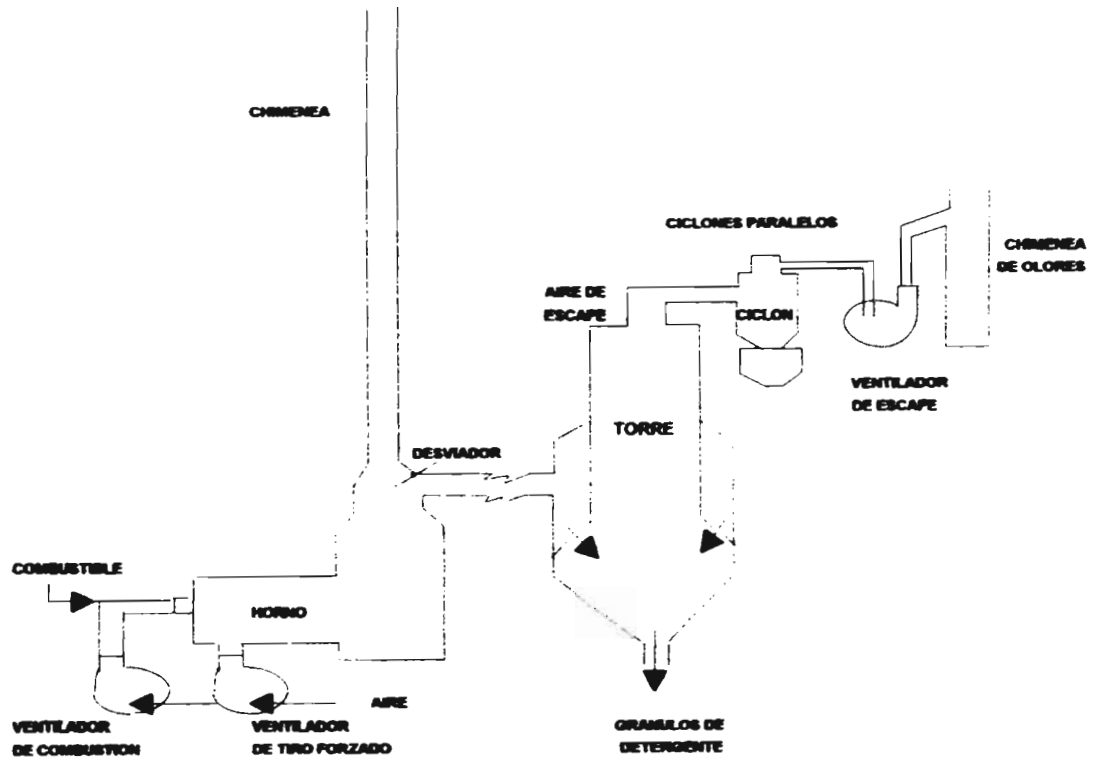 CHIMENEA
CICLONES PARALELOS
CHIMENEA
DE OLORES
AIRE DE
ESCAPE
CICLON
VENTILADOR
DE ESCAPE
TORRE
DESVIADOR
COMBUSTIBLE
HORNO
AIRE
VENTILADOR
DE COMBUSTION
VENTILADOR
DE TIRO FORZADO
GRANULOS DE
DETERGENTE